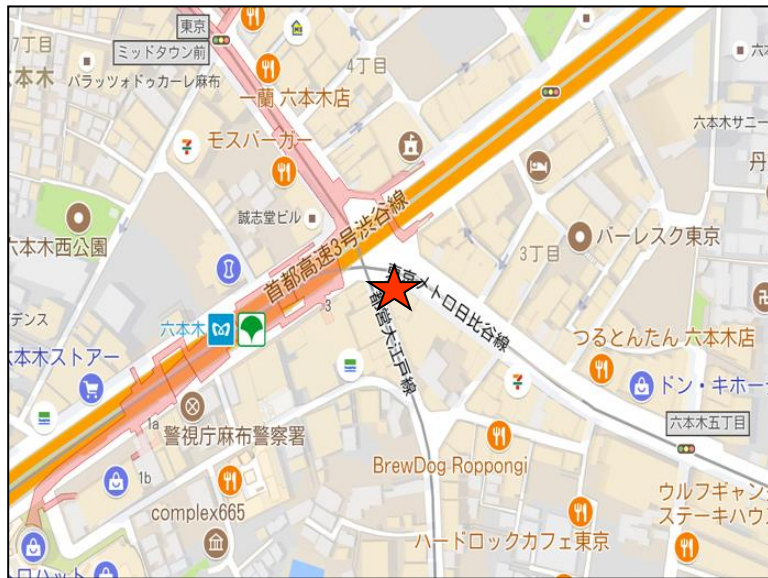 東京
ミッドタウン前
7丁目
六本木
パラッツォドゥカーレ麻布
4丁目
一蘭 六本木店
モスバーガー
六本木サニー
誠志堂ビル
首都高速3号渋谷線
3丁目
バーレスク東京
六本木西公園
東京メトロ日比谷線
都営大江戸線
3
六本木
つるとんたん 六本木店
六本木ストアー
ドン・キホー
1a
警視庁麻布警察署
六本木五丁目
1b
BrewDog Roppongi
complex665
ウルフギャング
ステーキハウス
ハードロックカフェ東京
ロハット